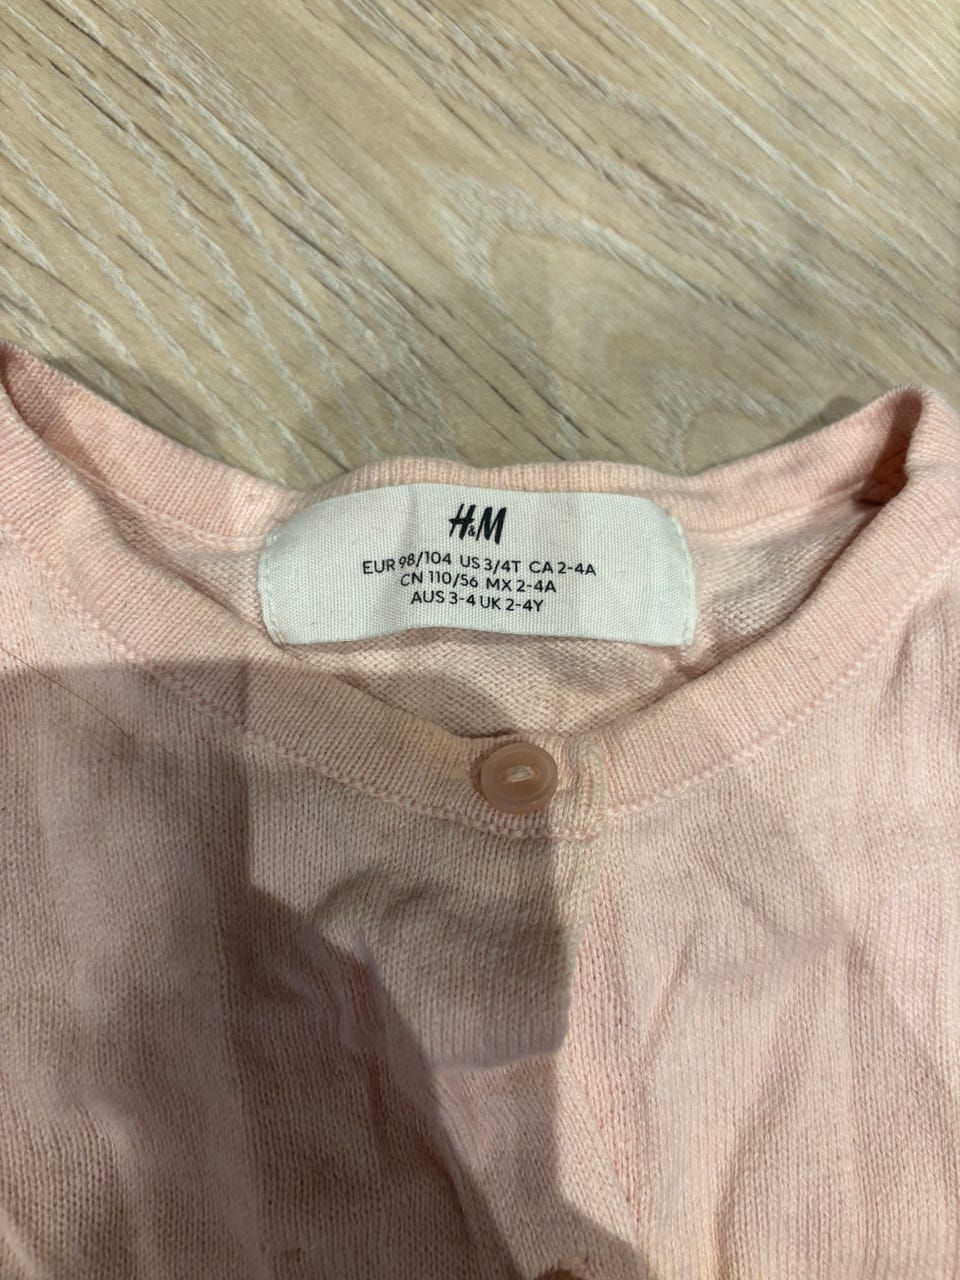 H&M
EUR 98/104 US 3/4T CA 2-4A
CN 110/56 MX 2-4A
AUS 3-4 UK 2-4Y